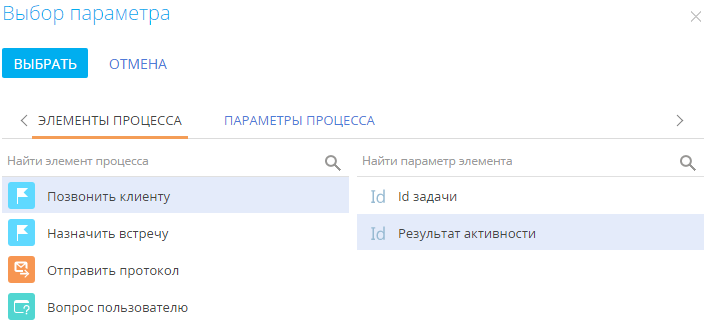 Выбор параметра
ВЫБРАТЬ ОТМЕНА
ЭЛЕМЕНТЫ ПРОЦЕССА ПАРАМЕТРЫ ПРОЦЕССА
Найти элемент процесса Найти параметр элемента
Позвонить клиенту Id Id задачи
Назначить встречу Id Результат активности
Отправить протокол
Вопрос пользователю